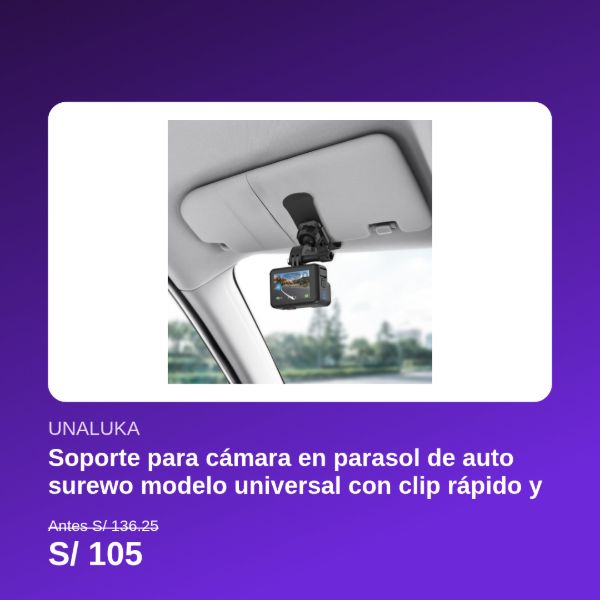 UNALUKA
Soporte para cámara en parasol de auto
surewo modelo universal con clip rápido y
Antes S/ 136.25
S/ 105